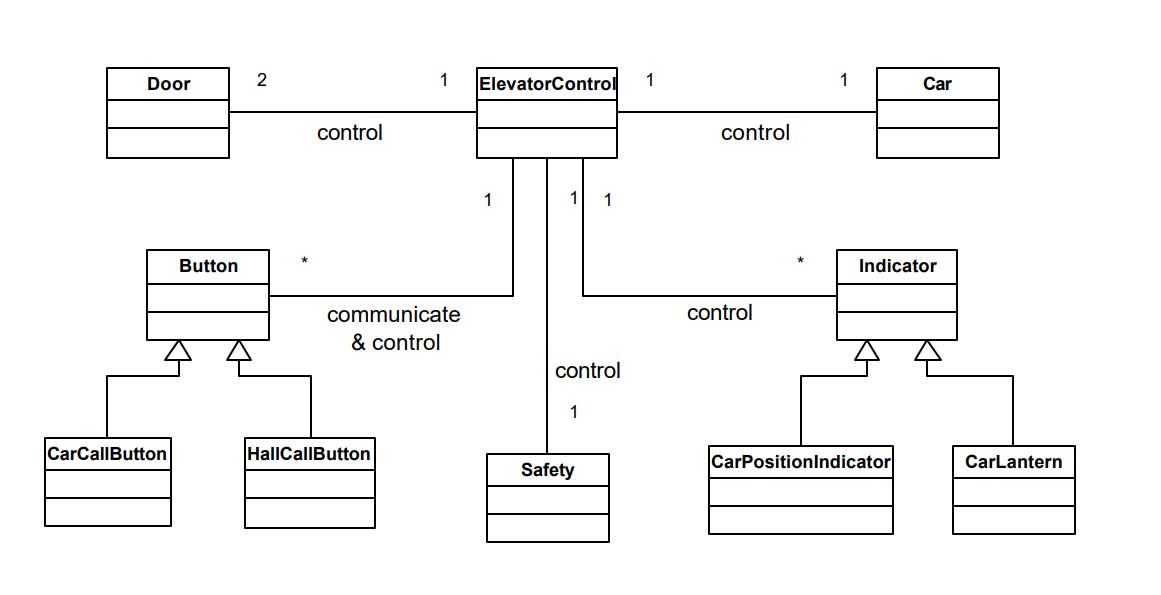 Door
2
1
ElevatorControl
1
1
Car
control
control
1
1
1
Button
*
*
Indicator
communicate
& control
control
control
1
CarCallButton
HallCallButton
Safety
CarPositionIndicator
CarLantern